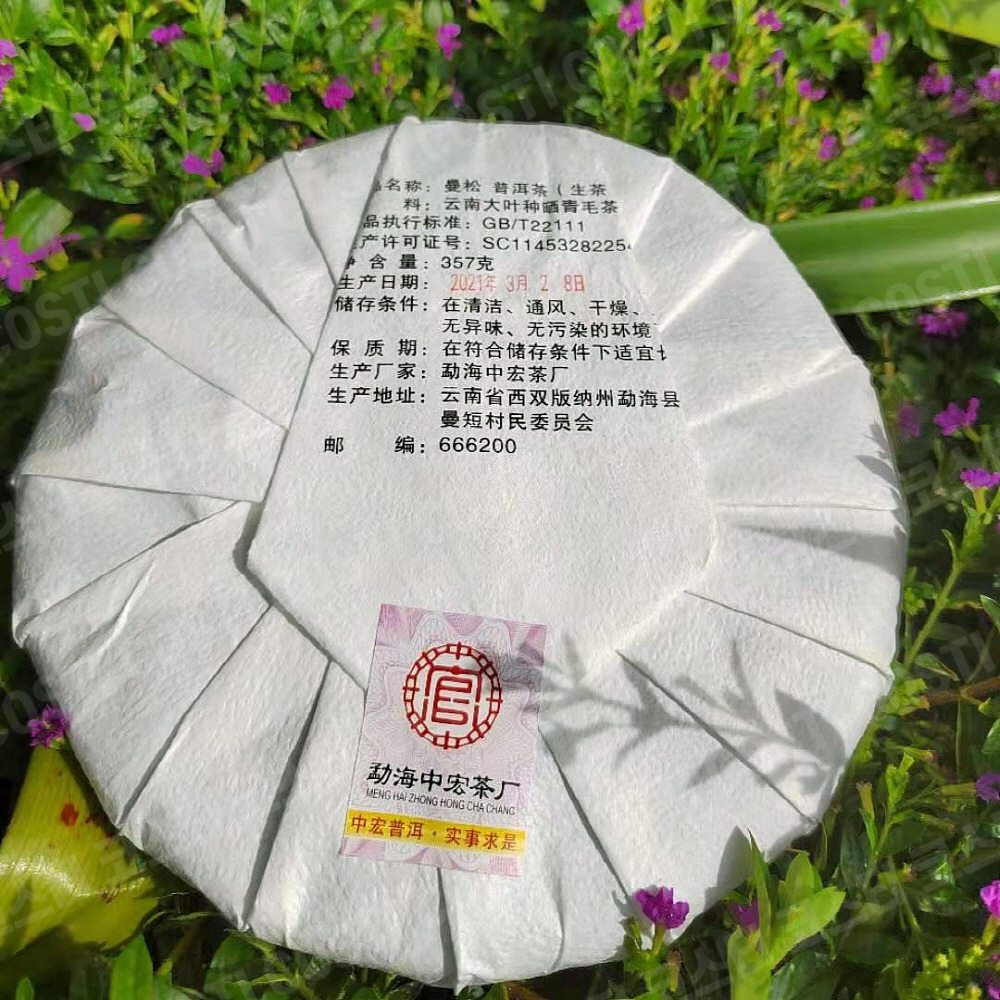 品名称：曼松 普洱茶（生茶
料：云南大叶种晒青毛茶
品执行标准：GB/T22111
产许可证号：SC1145328225
净含量：357克
生产日期：2021年3月28日
储存条件：在清洁、通风、干燥、
无异味、无污染的环境
保质期：在符合储存条件下适宜长
生产厂家：勐海中宏茶厂
生产地址：云南省西双版纳州勐海县
曼短村民委员会
邮编：666200
官
勐海中宏茶厂
MENG HAI ZHONG HONG CHA CHANG
中宏普洱·实事求是